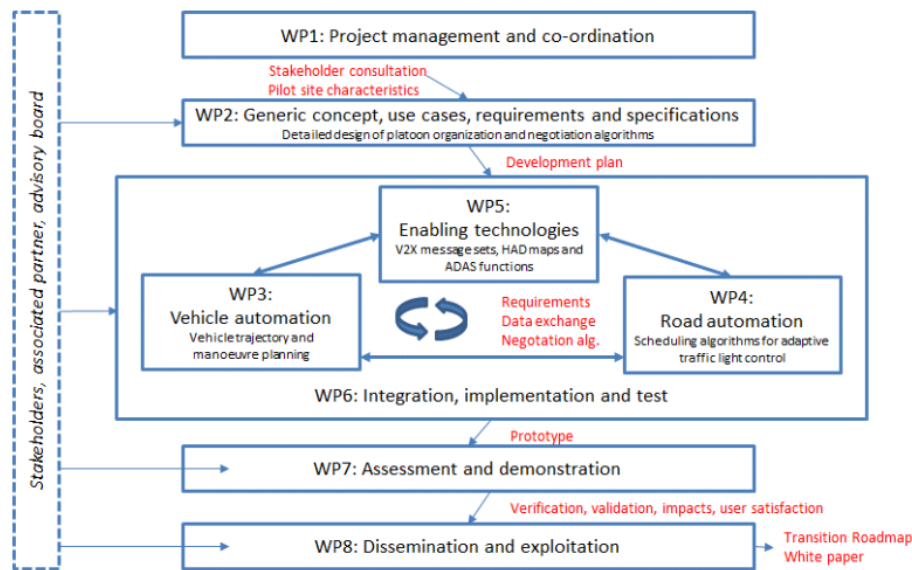 Stakeholders, associated partner, advisory board
WP1: Project management and co-ordination
Stakeholder consultation
Pilot site characteristics
WP2: Generic concept, use cases, requirements and specifications
Detailed design of platoon organization and negotiation algorithms
Development plan
WP5:
Enabling technologies
V2X message sets, HAD maps and
ADAS functions
WP3:
Vehicle automation
Vehicle trajectory and
manoeuvre planning
Requirements
Data exchange
Negotation alg.
WP4:
Road automation
Scheduling algorithms for adaptive
traffic light control
WP6: Integration, implementation and test
Prototype
WP7: Assessment and demonstration
Verification, validation, impacts, user satisfaction
WP8: Dissemination and exploitation
Transition Roadmap
White paper